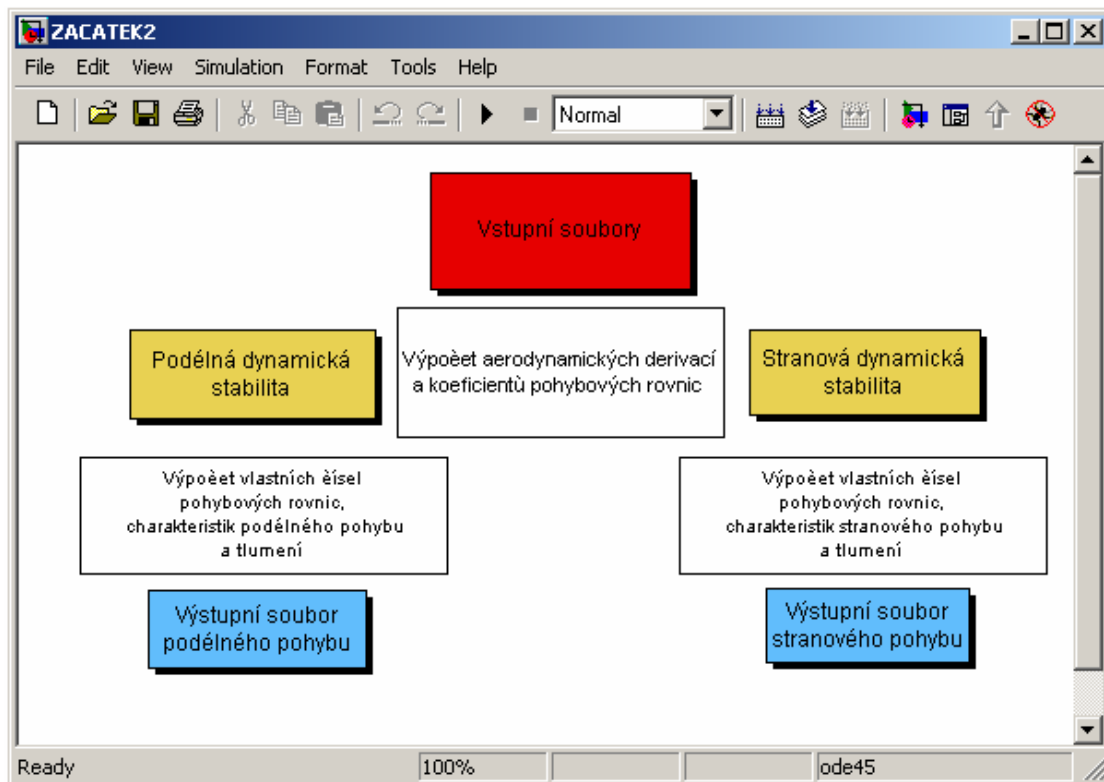 ZACATEK2
File Edit View Simulation Format Tools Help
Normal
Vstupní soubory
Podélná dynamická
stabilita
Výpoèet aerodynamických derivací
a koeficientù pohybových rovnic
Stranová dynamická
stabilita
Výpoèet vlastních èísel
pohybových rovnic,
charakteristik podélného pohybu
a tlumení
Výpoèet vlastních èísel
pohybových rovnic,
charakteristik stranového pohybu
a tlumení
Výstupní soubor
podélného pohybu
Výstupní soubor
stranového pohybu
Ready 100% ode45